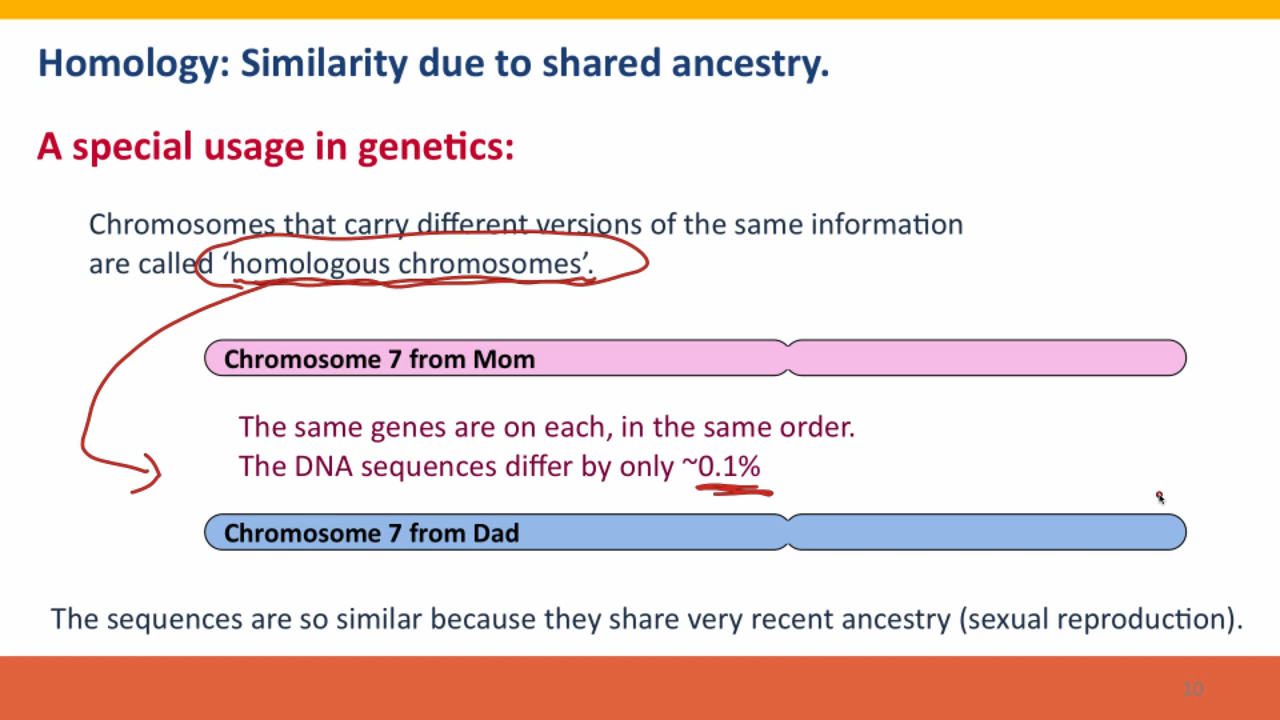 Homology: Similarity due to shared ancestry.
A special usage in genetics:
Chromosomes that carry different versions of the same information
are called ‘homologous chromosomes’.
Chromosome 7 from Mom
The same genes are on each, in the same order.
The DNA sequences differ by only ~0.1%
Chromosome 7 from Dad
The sequences are so similar because they share very recent ancestry (sexual reproduction).
10